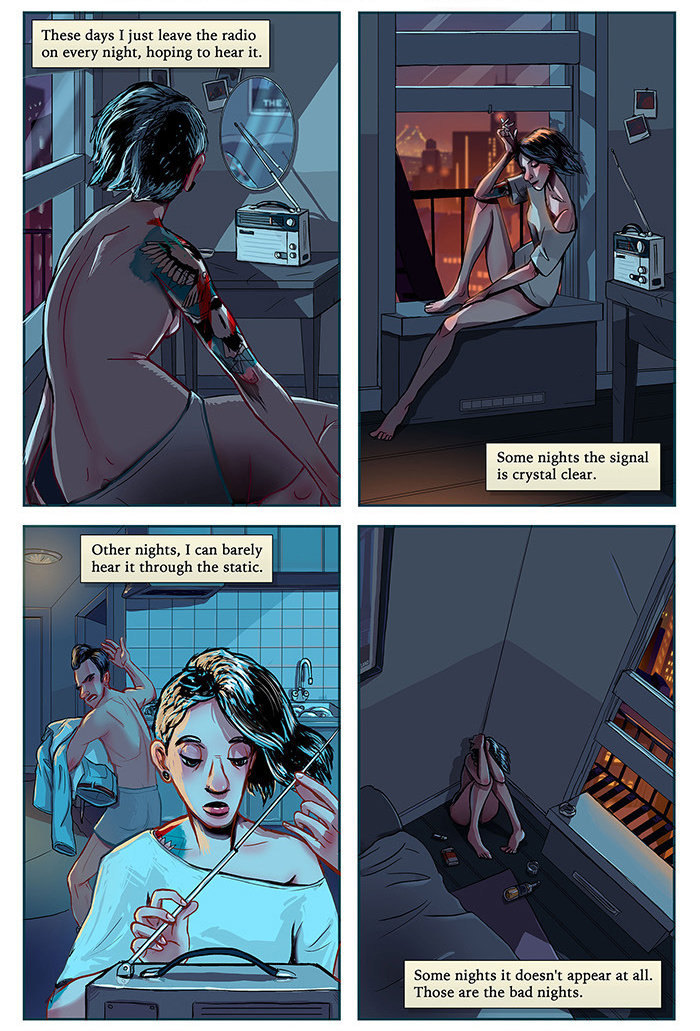 These days I just leave the radio
on every night, hoping to hear it.
THE
Some nights the signal
is crystal clear.
Other nights, I can barely
hear it through the static.
Some nights it doesn't appear at all.
Those are the bad nights.